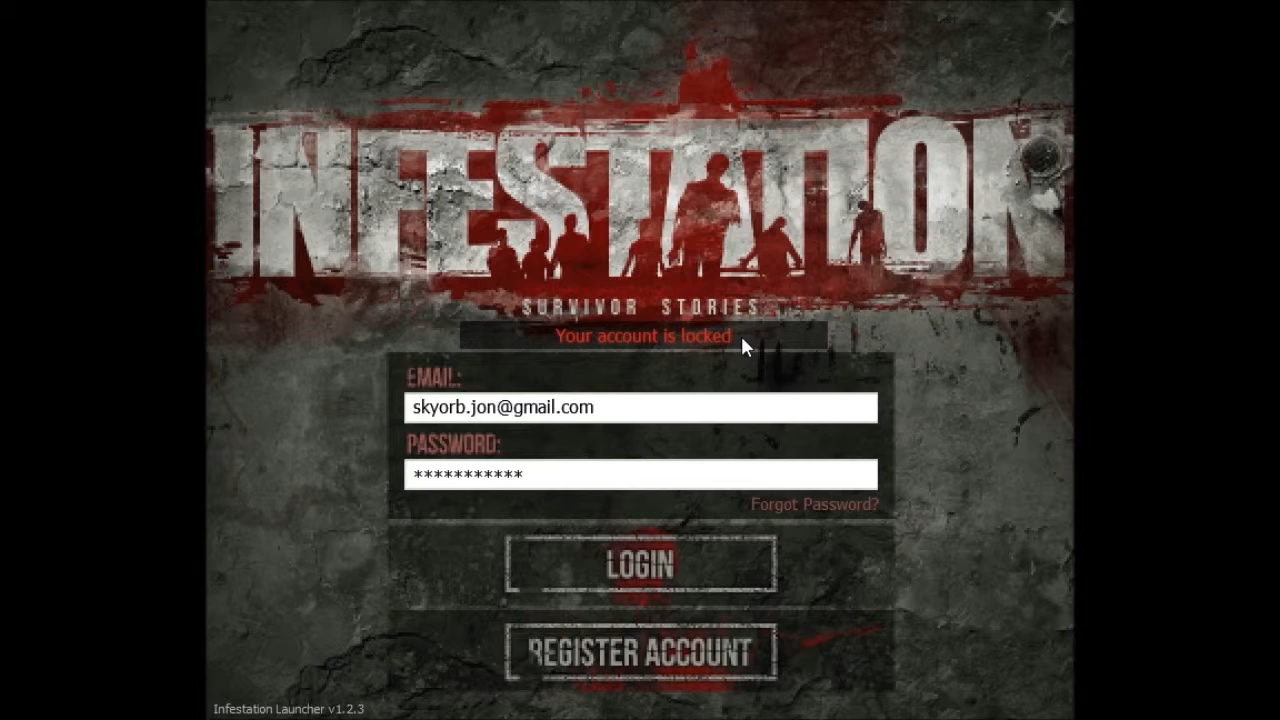 INFESTATION
SURVIVOR STORIES
Your account is locked
EMAIL:
skyorb.jon@gmail.com
PASSWORD:
***********
Forgot Password?
LOGIN
REGISTER ACCOUNT
Infestation Launcher v1.2.3